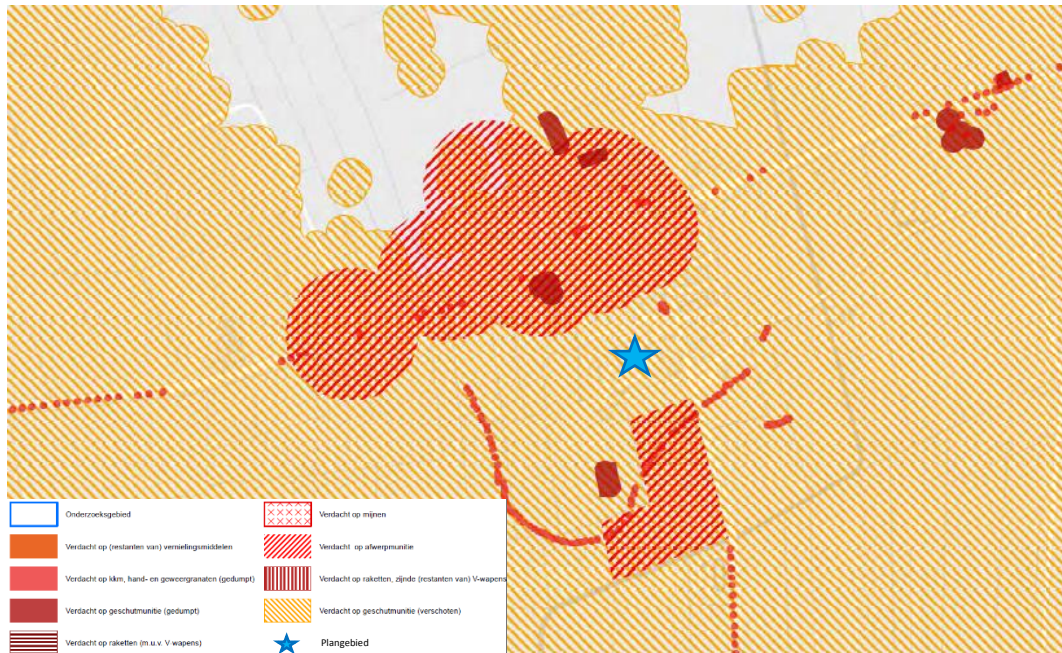 Onderzoeksgebied
Verdacht op (restanten van) vernielingsmiddelen
Verdacht op kkm, hand- en geweergranaten (gedumpt)
Verdacht op geschutmunitie (gedumpt)
Verdacht op raketten (m.u.v. V-wapens)
Verdacht op mijnen
Verdacht op afwerpmunitie
Verdacht op raketten, zijnde (restanten van) V-wapens
Verdacht op geschutmunitie (verschoten)
Plangebied